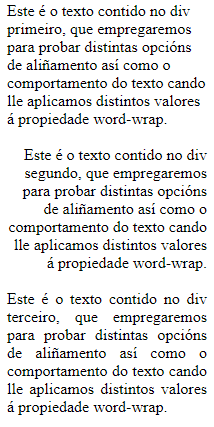 Este é o texto contido no div
primeiro, que empregaremos
para probar distintas opcións
de aliñamento así como o
comportamento do texto cando
lle aplicamos distintos valores
á propiedade word-wrap.
Este é o texto contido no div
segundo, que empregaremos
para probar distintas opcións
de aliñamento así como o
comportamento do texto cando
lle aplicamos distintos valores
á propiedade word-wrap.
Este é o texto contido no div
terceiro, que empregaremos
para probar distintas opcións
de aliñamento así como o
comportamento do texto cando
lle aplicamos distintos valores
á propiedade word-wrap.